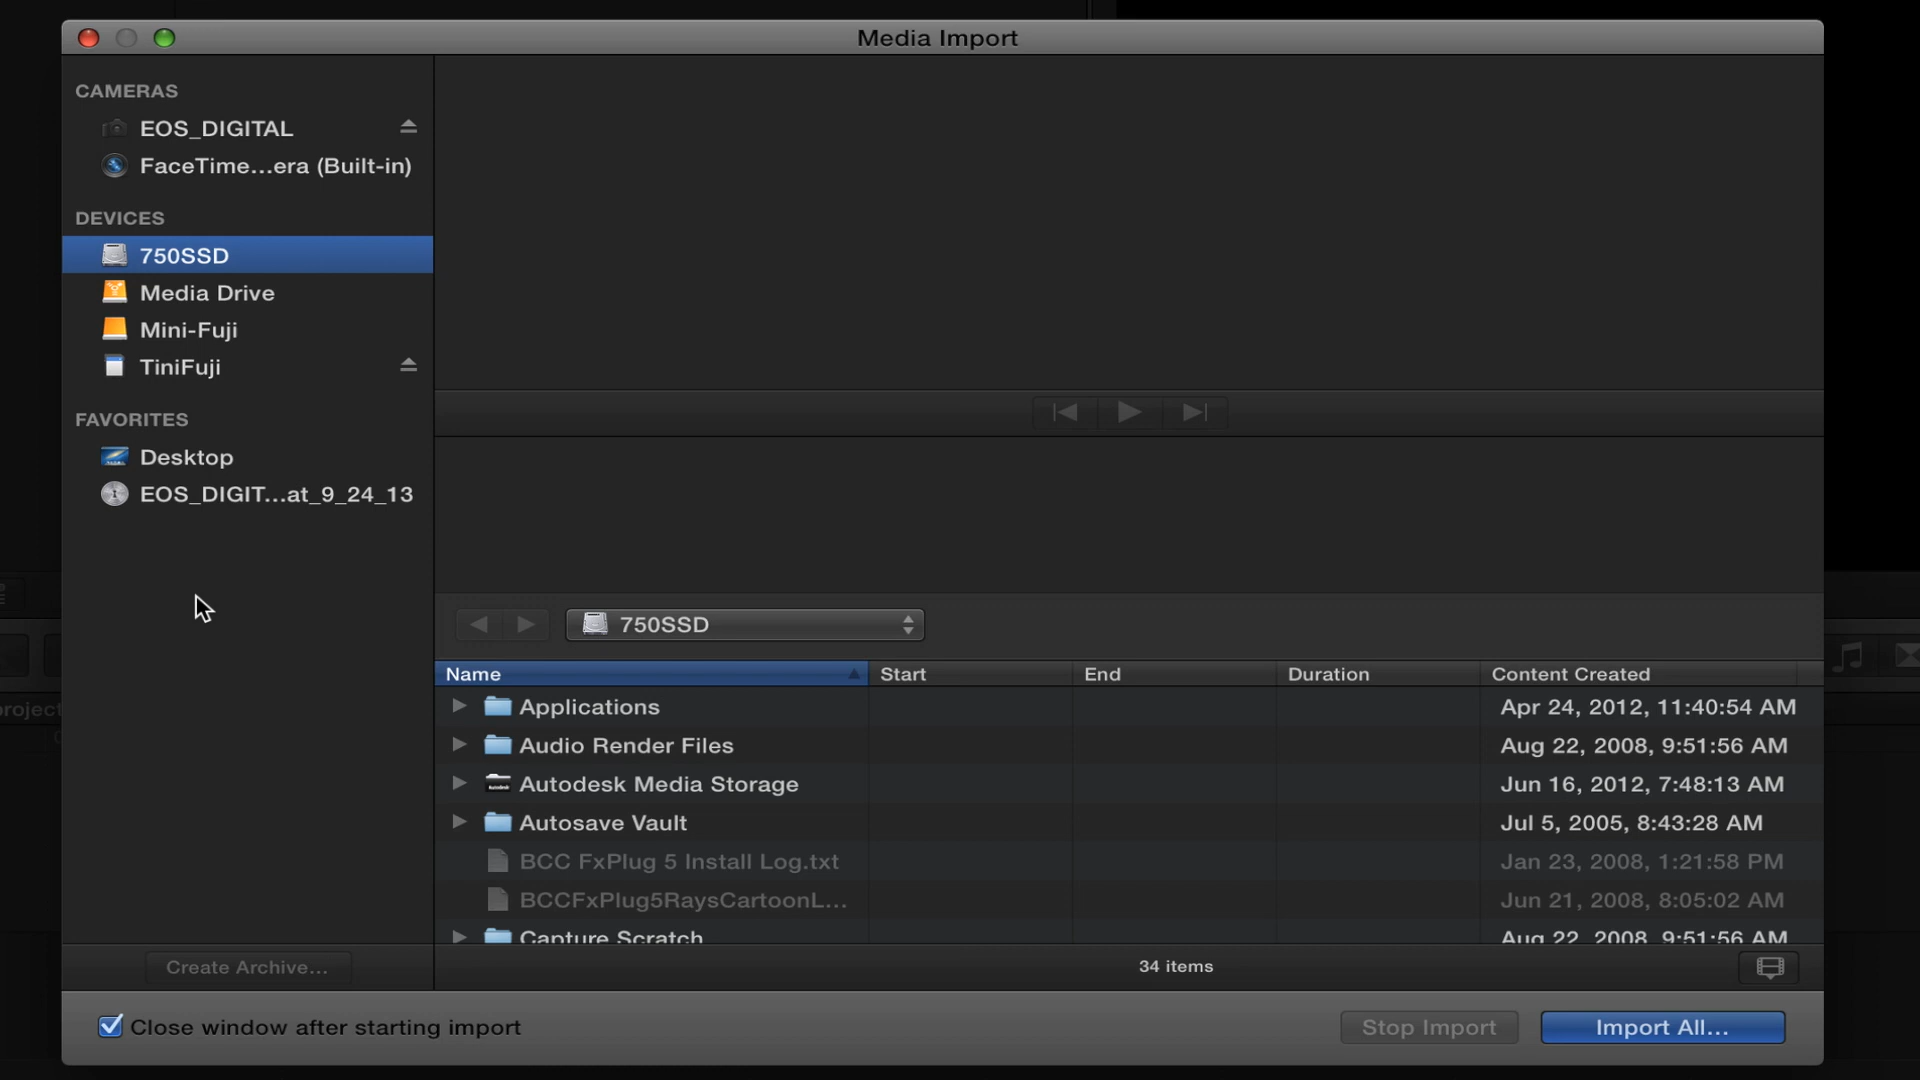 Media Import
CAMERAS
EOS_DIGITAL
FaceTime...era (Built-in)
DEVICES
750SSD
Media Drive
Mini-Fuji
TiniFuji
FAVORITES
Desktop
EOS_DIGIT...at_9_24_13
750SSD
Name Start End Duration Content Created
Applications Apr 24, 2012, 11:40:54 AM
Audio Render Files Aug 22, 2008, 9:51:56 AM
Autodesk Media Storage Jun 16, 2012, 7:48:13 AM
Autosave Vault Jul 5, 2005, 8:43:28 AM
BCC FxPlug 5 Install Log.txt Jan 23, 2008, 1:21:58 PM
BCCFxPlug5RaysCartoonL... Jun 21, 2008, 8:05:02 AM
Capture Scratch Aug 22, 2008, 9:51:56 AM
Create Archive... 34 items
Close window after starting import Stop Import Import All...